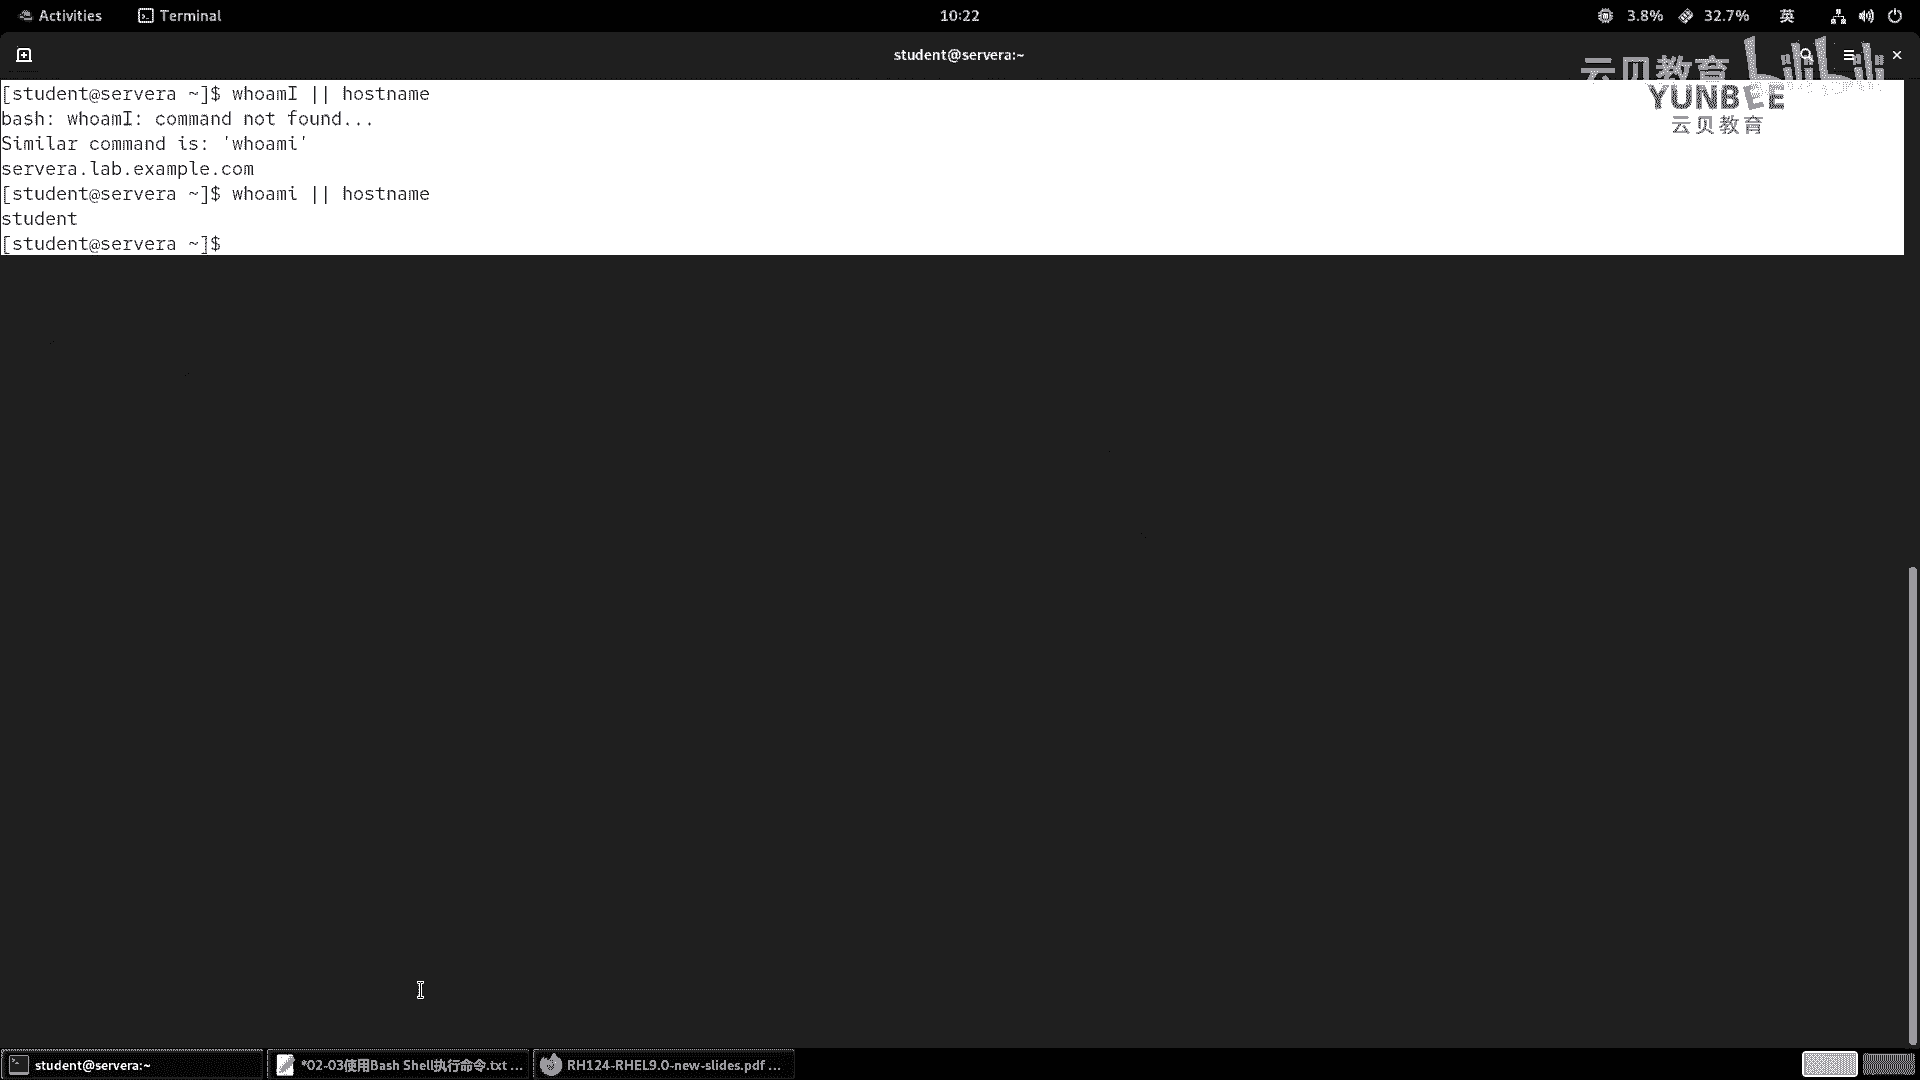 Activities
Terminal
10:22
3.8%
32.7%
英
student@servera:~
云贝教育 bilibili
YUNBEE
云贝教育
[student@servera ~]$ whoamI || hostname
bash: whoamI: command not found...
Similar command is: 'whoami'
servera.lab.example.com
[student@servera ~]$ whoami || hostname
student
[student@servera ~]$
student@servera:~
*02-03使用Bash Shell执行命令.txt ...
RH124-RHEL9.0-new-slides.pdf ...